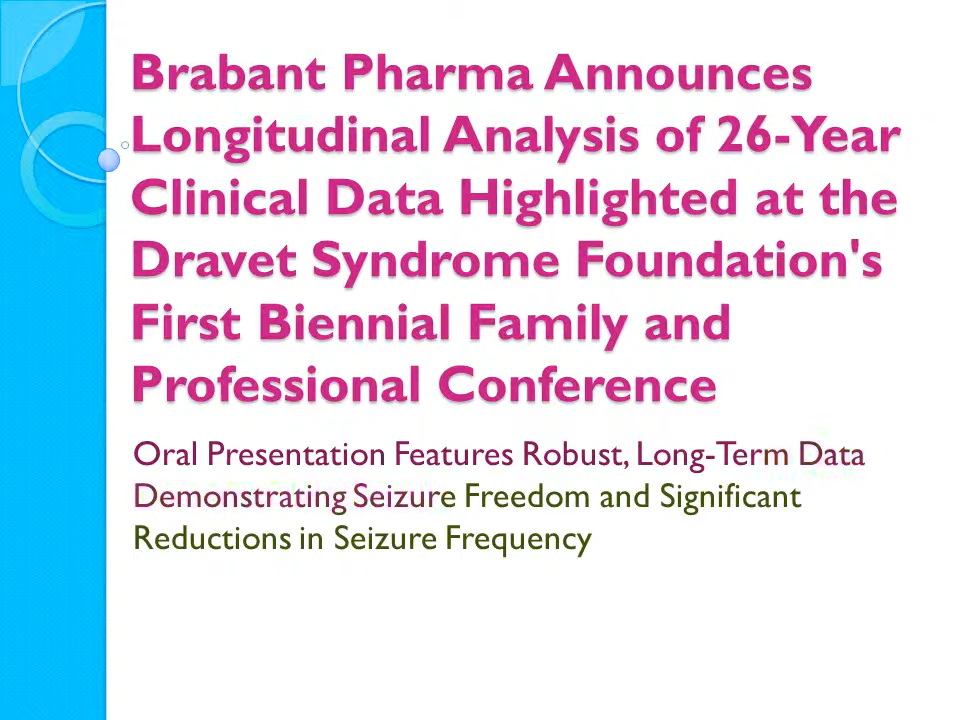 Brabant Pharma Announces
Longitudinal Analysis of 26-Year
Clinical Data Highlighted at the
Dravet Syndrome Foundation's
First Biennial Family and
Professional Conference
Oral Presentation Features Robust, Long-Term Data
Demonstrating Seizure Freedom and Significant
Reductions in Seizure Frequency